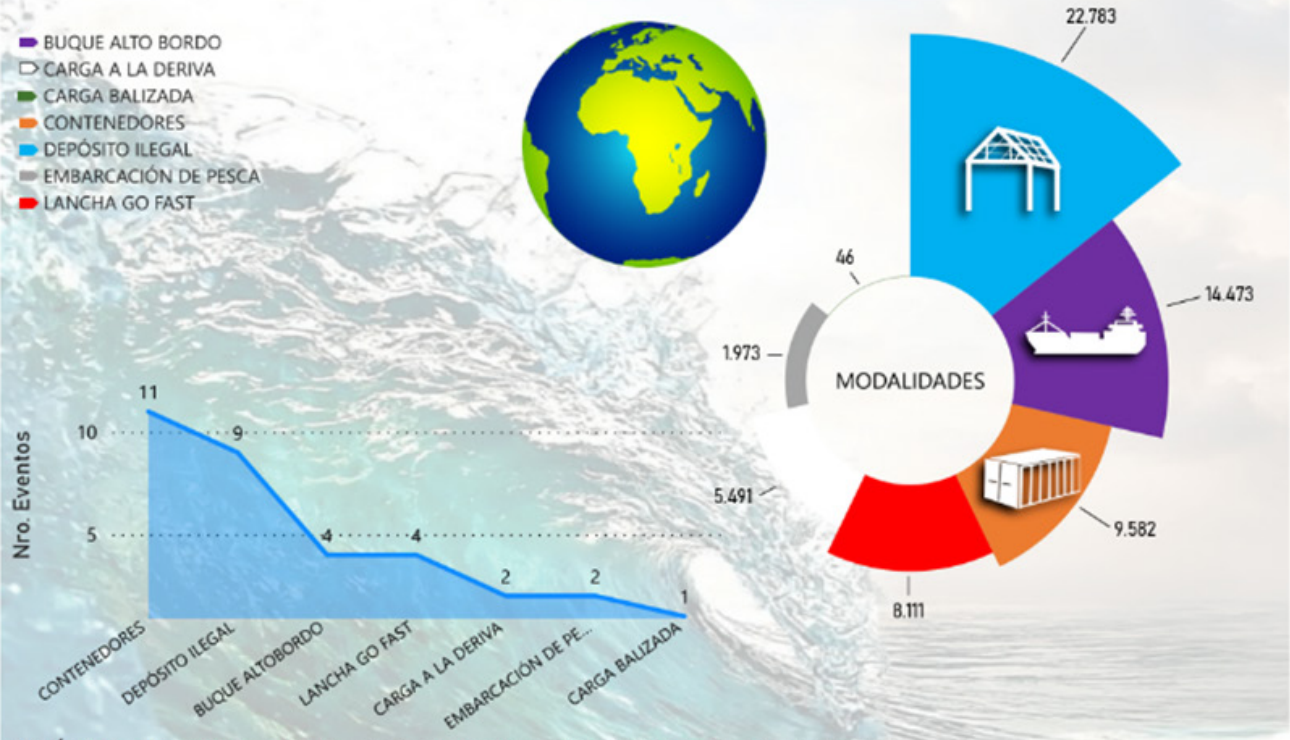 BUQUE ALTO BORDO
CARGA A LA DERIVA
CARGA BALIZADA
CONTENEDORES
DEPÓSITO ILEGAL
EMBARCACIÓN DE PESCA
LANCHA GO FAST
22.783
14.473
9.582
8.111
5.491
1.973
46
MODALIDADES
Nro. Eventos
10
5
11
9
4
4
2
2
1
CONTENEDORES
DEPÓSITO ILEGAL
BUQUE ALTOBORDO
LANCHA GO FAST
CARGA A LA DERIVA
EMBARCACIÓN DE PE...
CARGA BALIZADA